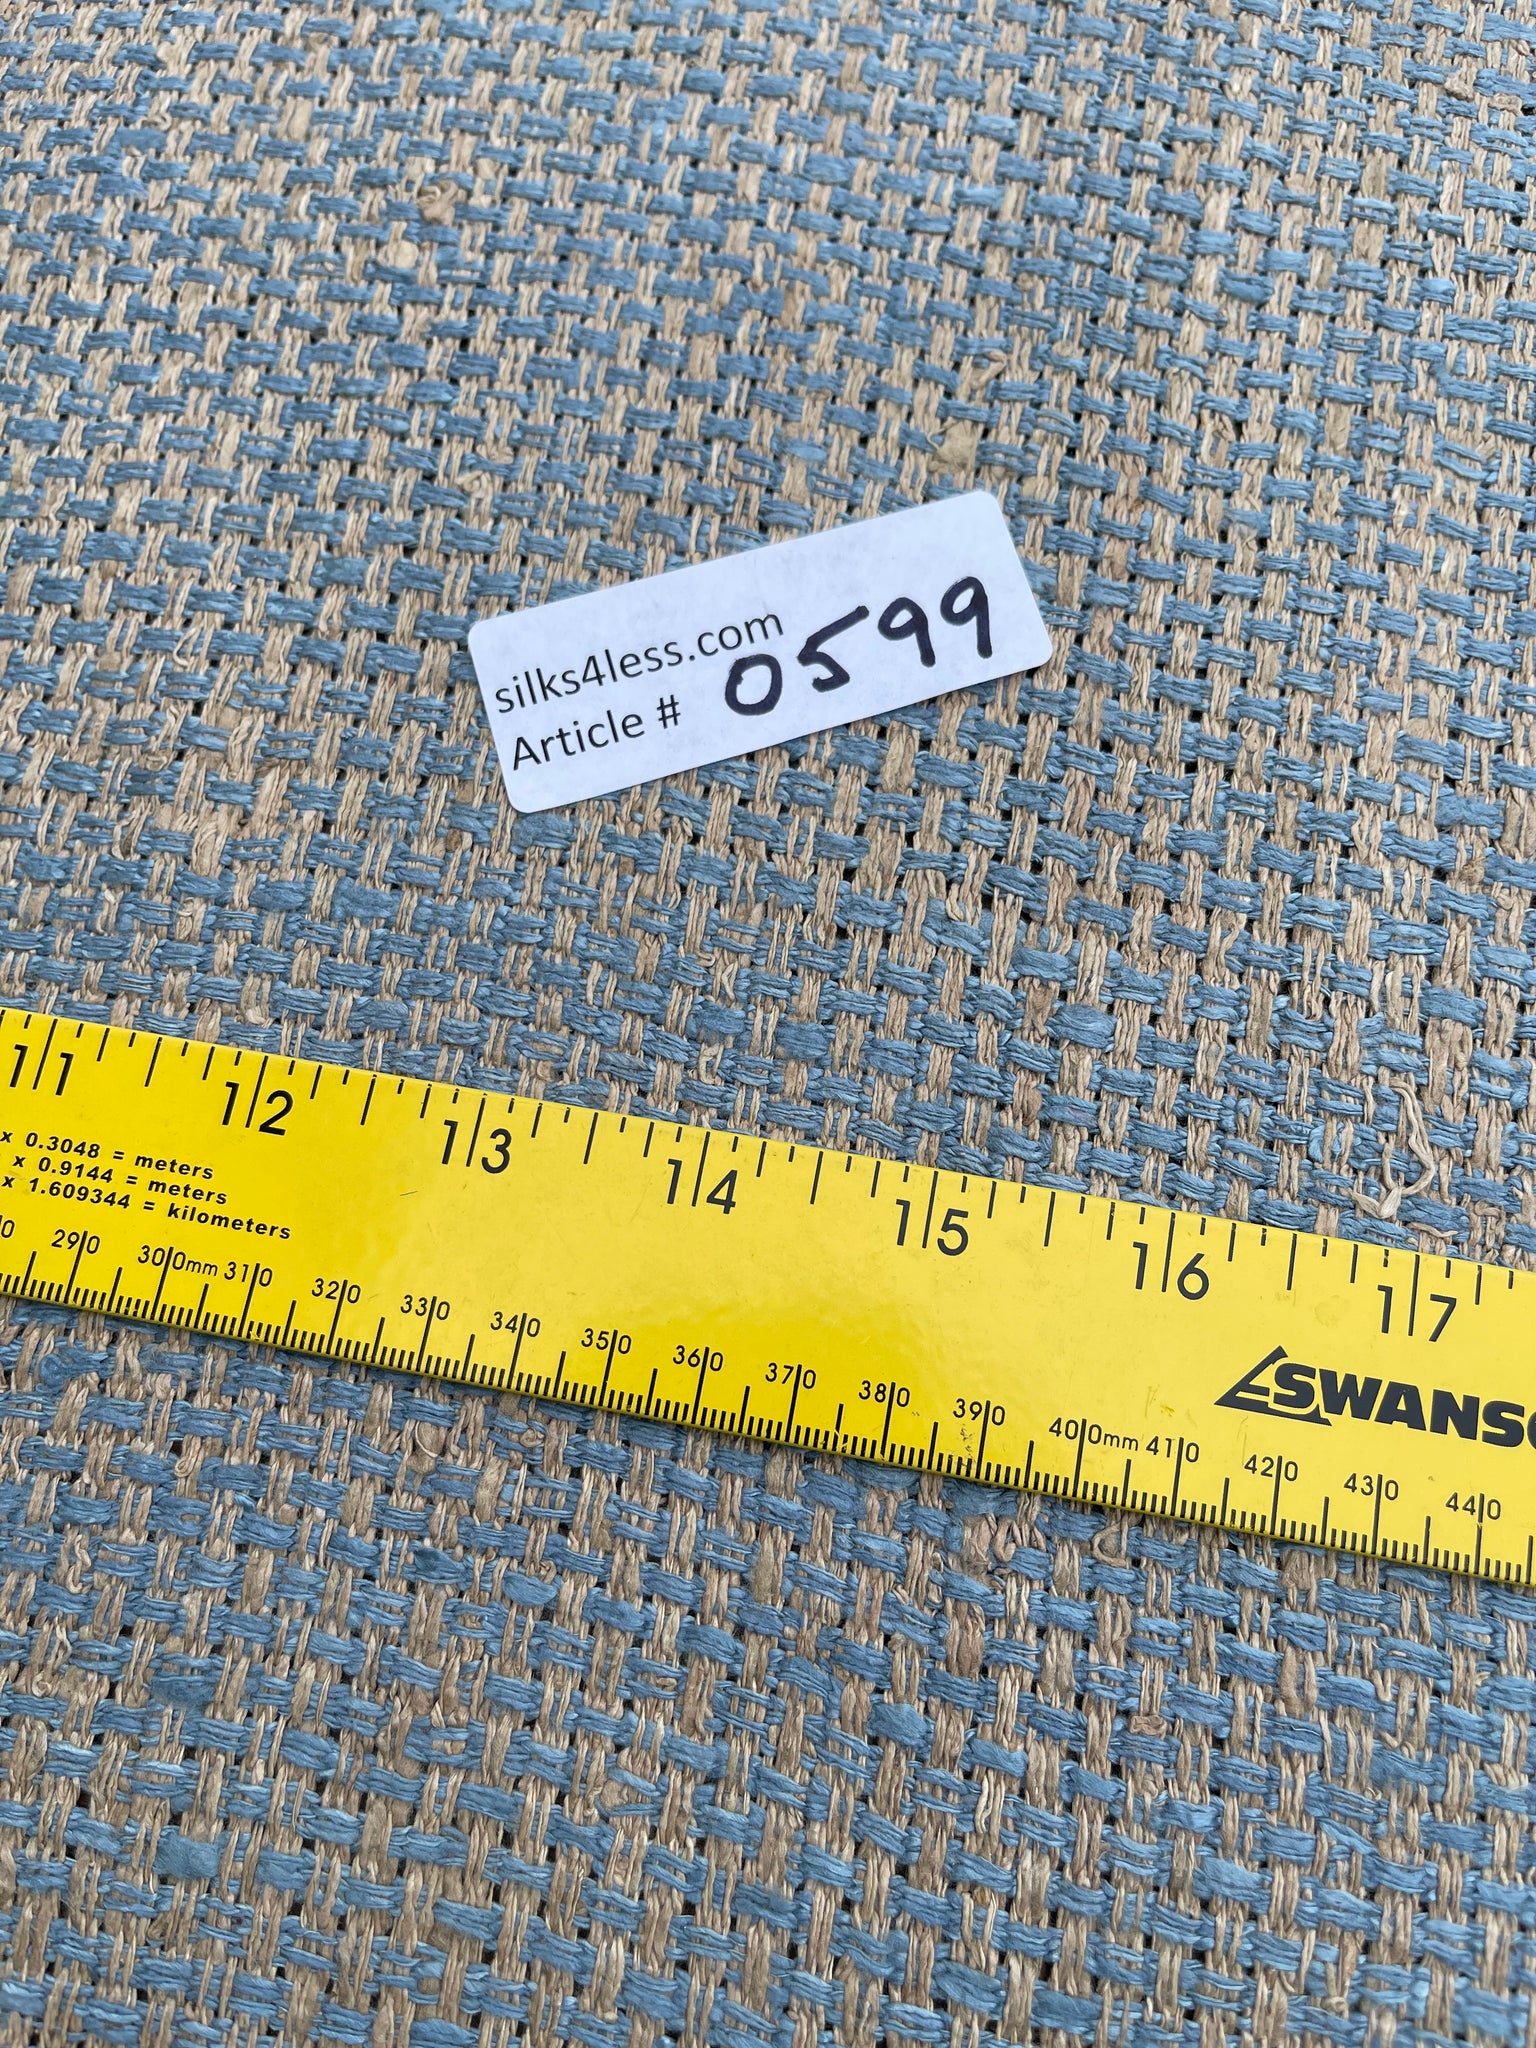 silks4less.com
Article # 0599
11 12 13 14 15 16 17
x 0.3048 = meters
x 0.9144 = meters
x 1.609344 = kilometers
290 300mm 310 320 330 340 350 360 370 380 390 400mm 410 420 430 440
SWANS